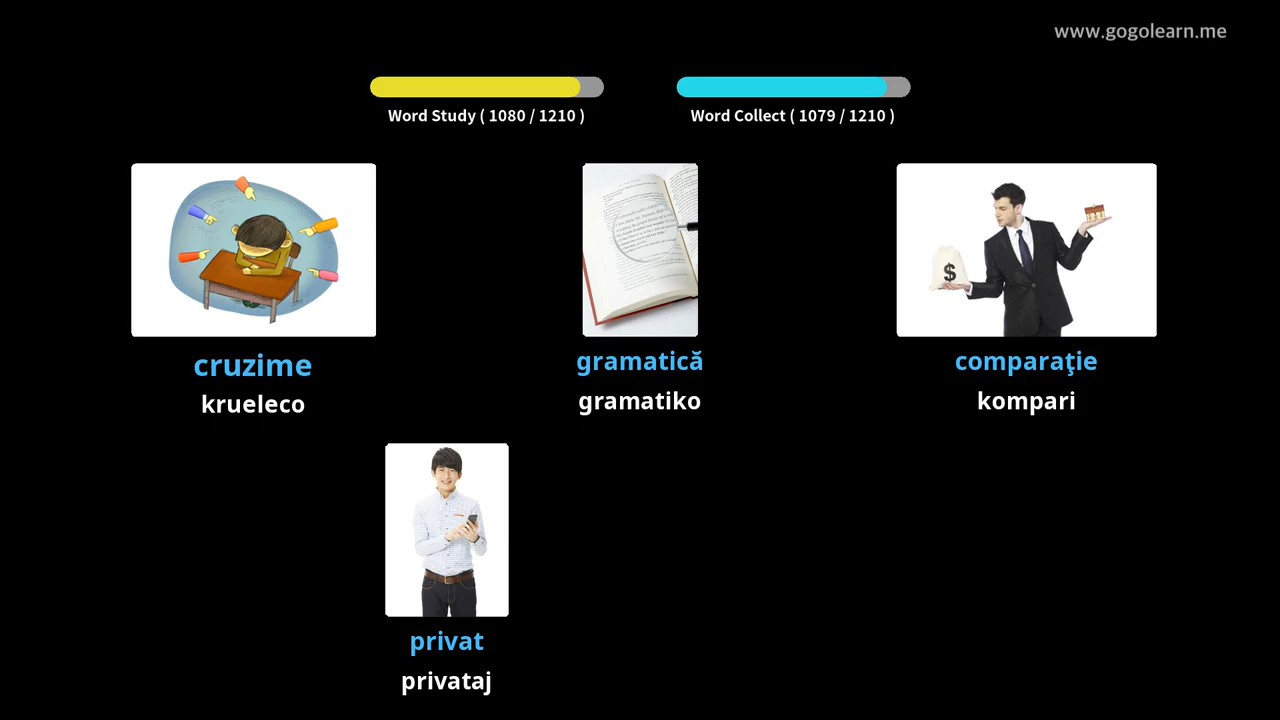 www.gogolearn.me
Word Study ( 1080 / 1210 )
Word Collect ( 1079 / 1210 )
cruzime
krueleco
gramatică
gramatiko
comparaţie
kompari
privat
privataj